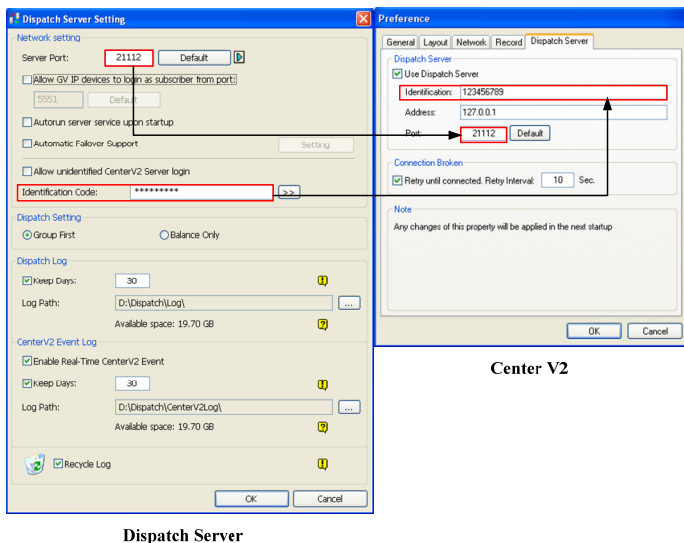 Dispatch Server Setting
Network setting
Server Port: 21112 Default
Allow GV IP devices to login as subscriber from port:
5551 Default
Autorun server service upon startup
Automatic Failover Support Setting
Allow unidentified CenterV2 Server login
Identification Code: ********* >>
Dispatch Setting
Group First Balance Only
Dispatch Log
Keep Days: 30
Log Path: D:\Dispatch\Log\ ...
Available space: 19.70 GB
CenterV2 Event Log
Enable Real-Time CenterV2 Event
Keep Days: 30
Log Path: D:\Dispatch\CenterV2Log\ ...
Available space: 19.70 GB
Recycle Log
OK Cancel
Dispatch Server
Preference
General Layout Network Record Dispatch Server
Dispatch Server
Use Dispatch Server
Identification: 123456789
Address: 127.0.0.1
Port: 21112 Default
Connection Broken
Retry until connected. Retry Interval: 10 Sec.
Note
Any changes of this property will be applied in the next startup
OK Cancel
Center V2